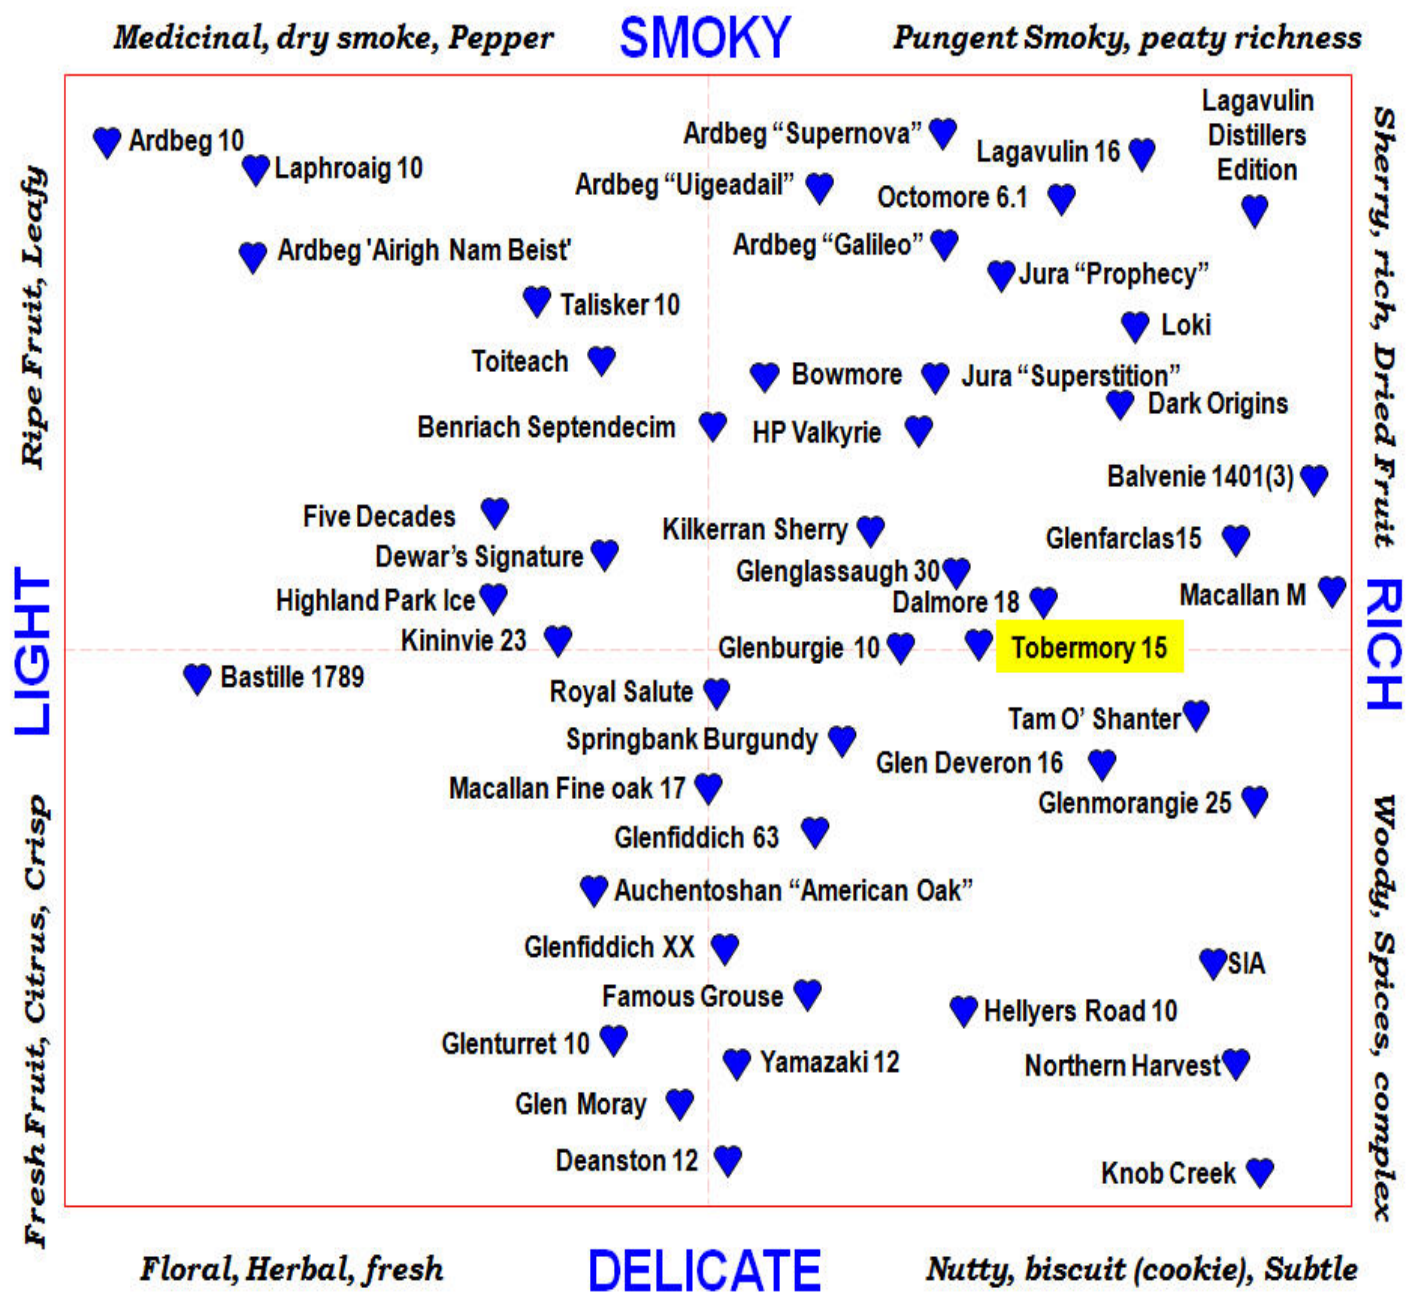 Medicinal, dry smoke, Pepper
SMOKY
Pungent Smoky, peaty richness
Ripe Fruit, Leafy
LIGHT
Fresh Fruit, Citrus, Crisp
Sherry, rich, Dried Fruit
RICH
Woody, Spices, complex
Lagavulin
Distillers
Edition
Ardbeg 10
Ardbeg “Supernova”
Lagavulin 16
Laphroaig 10
Ardbeg “Uigeadail”
Octomore 6.1
Ardbeg 'Airigh Nam Beist'
Ardbeg “Galileo”
Jura “Prophecy”
Talisker 10
Loki
Toiteach
Bowmore
Jura “Superstition”
Dark Origins
Benriach Septendecim
HP Valkyrie
Balvenie 1401(3)
Five Decades
Kilkerran Sherry
Glenfarclas15
Dewar’s Signature
Glenglassaugh 30
Highland Park Ice
Dalmore 18
Macallan M
Kininvie 23
Glenburgie 10
Tobermory 15
Bastille 1789
Royal Salute
Tam O’ Shanter
Springbank Burgundy
Glen Deveron 16
Macallan Fine oak 17
Glenmorangie 25
Glenfiddich 63
Auchentoshan “American Oak”
Glenfiddich XX
SIA
Famous Grouse
Hellyers Road 10
Glenturret 10
Yamazaki 12
Northern Harvest
Glen Moray
Deanston 12
Knob Creek
Floral, Herbal, fresh
DELICATE
Nutty, biscuit (cookie), Subtle